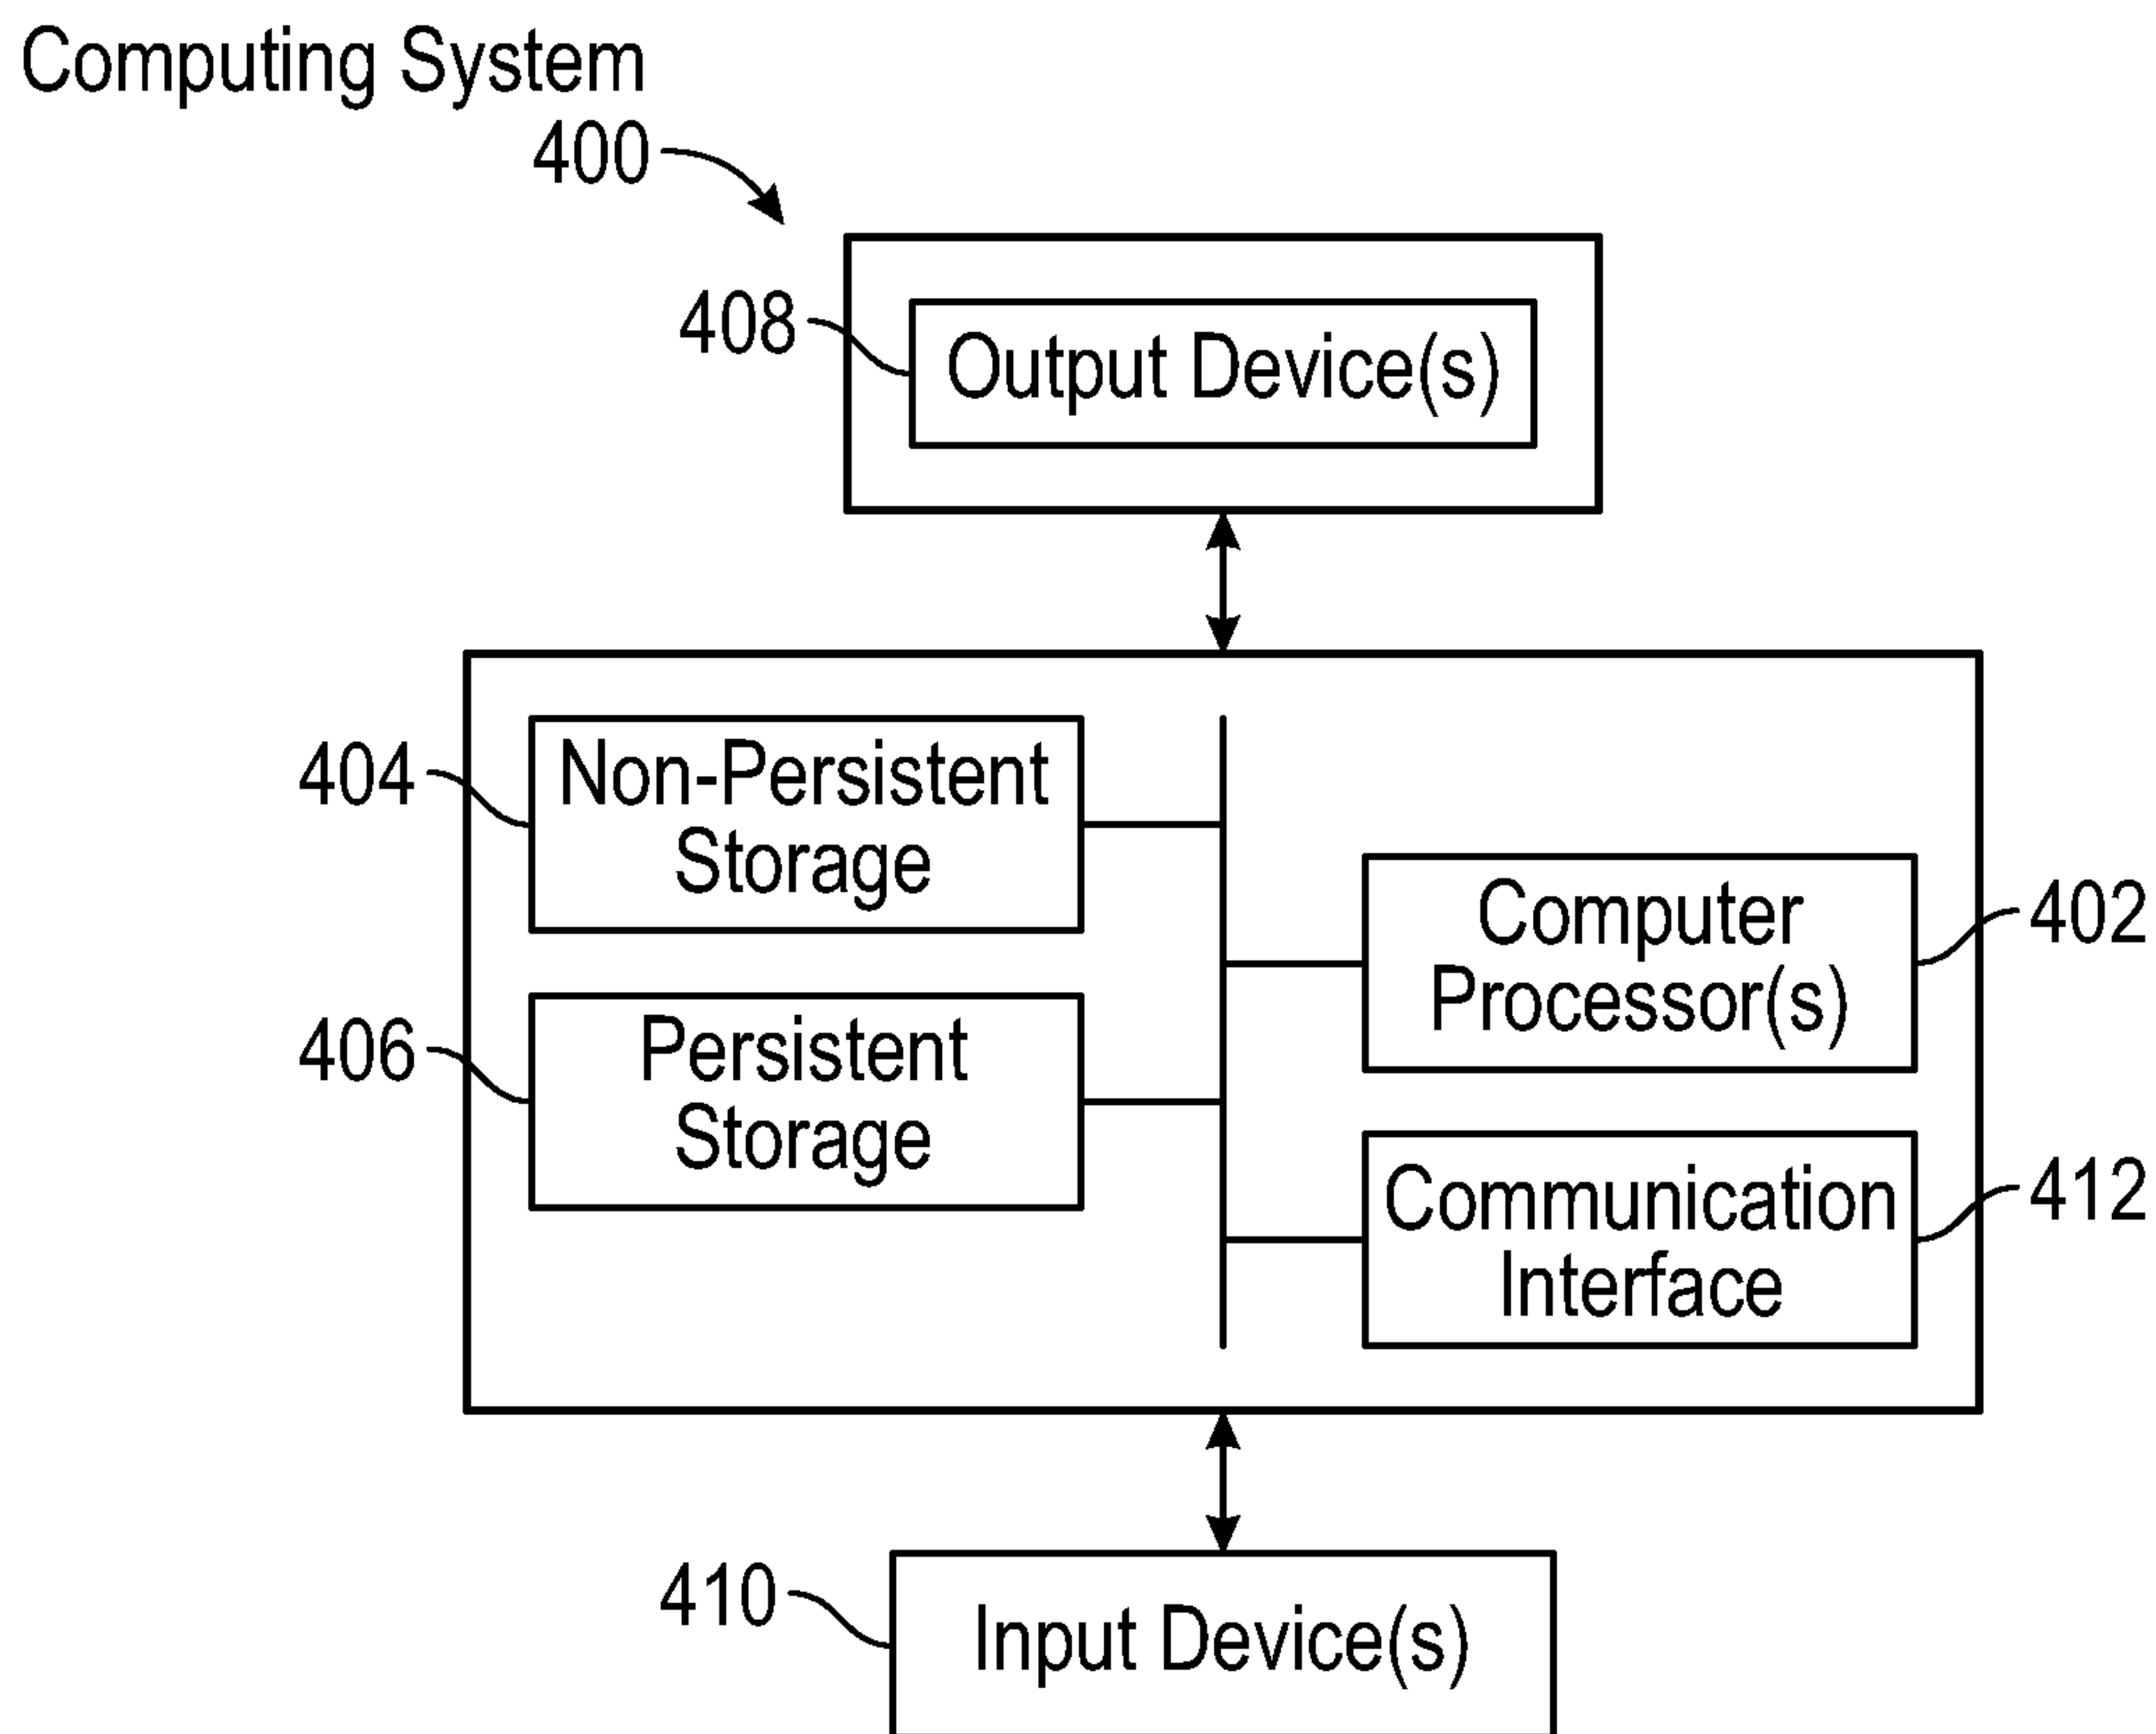 Computing System
400
408
Output Device(s)
404
Non-Persistent
Storage
Computer
Processor(s)
402
406
Persistent
Storage
Communication
Interface
412
410
Input Device(s)